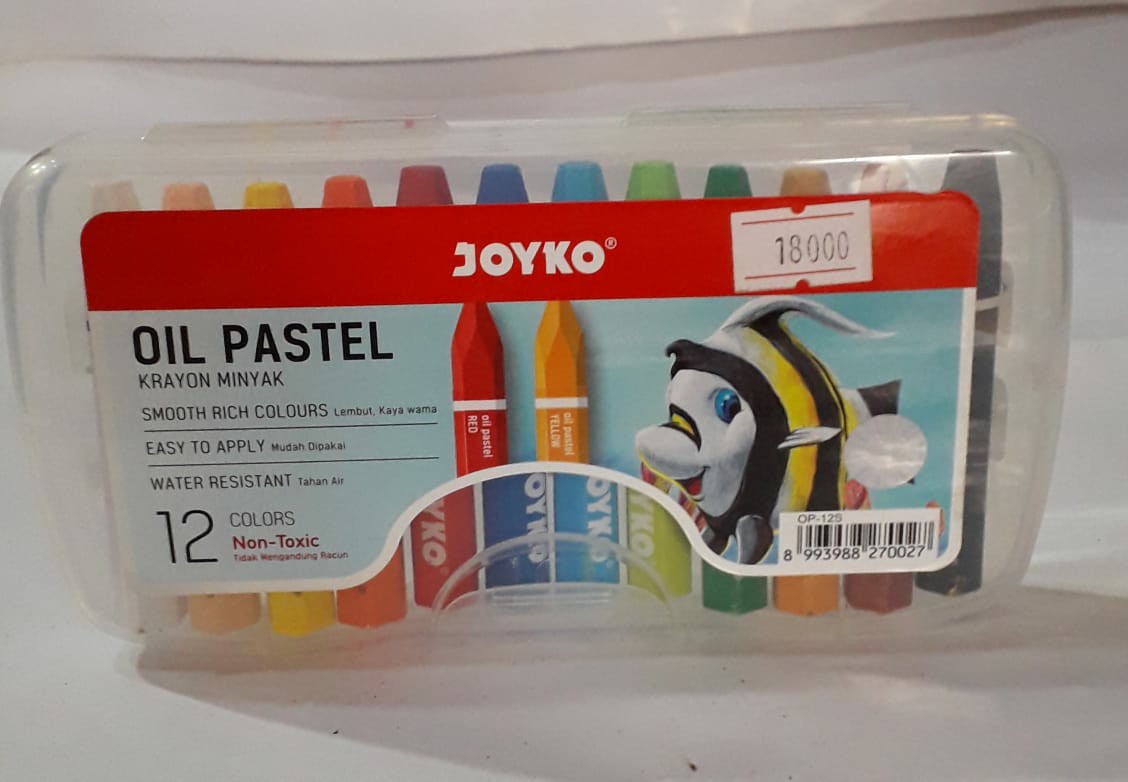 JOYKO®
18000
OIL PASTEL
KRAYON MINYAK
SMOOTH RICH COLOURS Lembut, Kaya warna
EASY TO APPLY Mudah Dipakai
WATER RESISTANT Tahan Air
12 COLORS
Non-Toxic
Tidak Mengandung Racun
oil pastel
RED
oil pastel
YELLOW
OP-12S
8 993988 270027